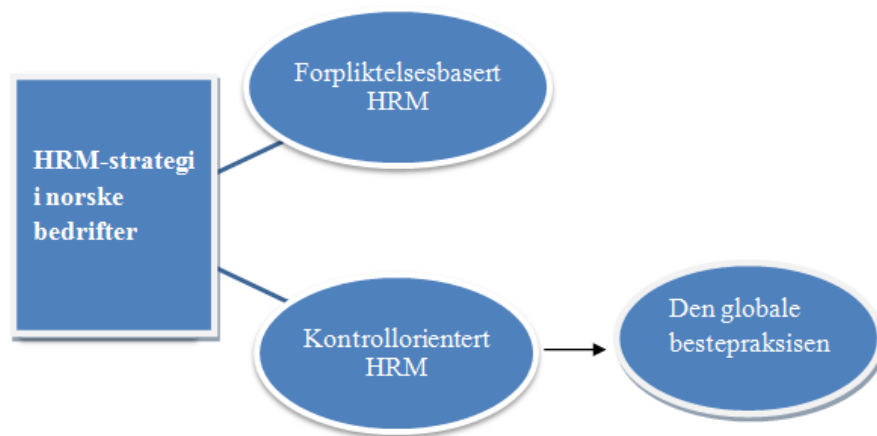 Forpliktelsesbasert
HRM
HRM-strategi
i norske
bedrifter
Kontrollorientert
HRM
Den globale
bestepraksisen